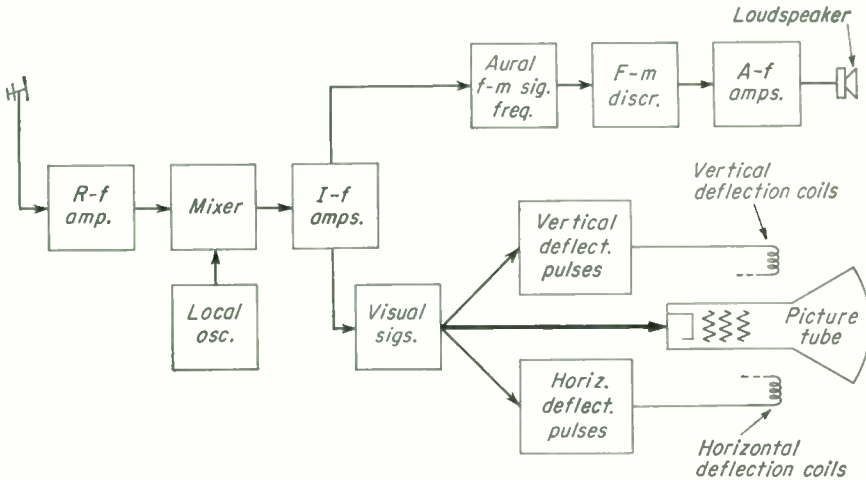 Loudspeaker
Aural
f-m sig.
freq.
F-m
discr.
A-f
amps.
R-f
amp.
Mixer
I-f
amps.
Local
osc.
Visual
sigs.
Vertical
deflect.
pulses
Vertical
deflection coils
Picture
tube
Horiz.
deflect.
pulses
Horizontal
deflection coils